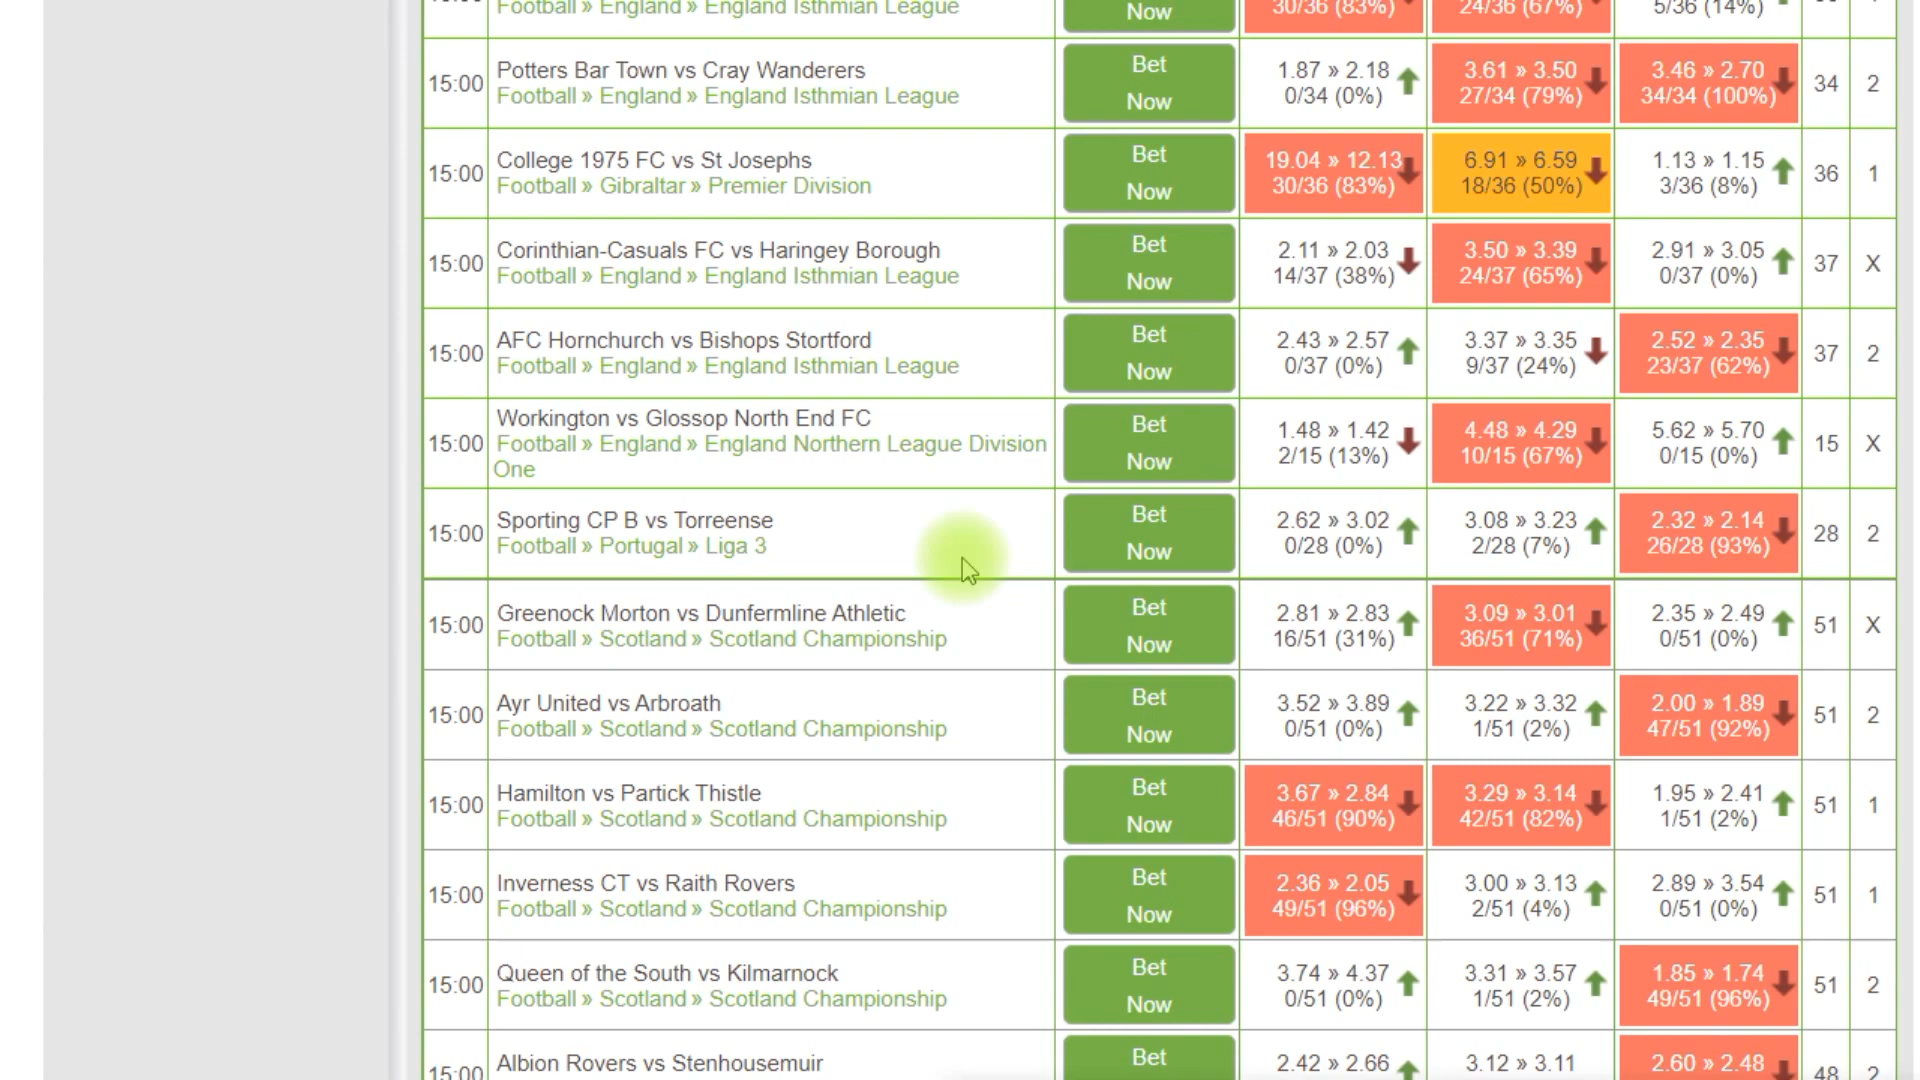 Football » England » England Isthmian League
Now
30/36 (83%)
24/36 (67%)
5/36 (14%)
15:00
Potters Bar Town vs Cray Wanderers
Football » England » England Isthmian League
Bet
Now
1.87 » 2.18
0/34 (0%)
3.61 » 3.50
27/34 (79%)
3.46 » 2.70
34/34 (100%)
34
2
15:00
College 1975 FC vs St Josephs
Football » Gibraltar » Premier Division
Bet
Now
19.04 » 12.13
30/36 (83%)
6.91 » 6.59
18/36 (50%)
1.13 » 1.15
3/36 (8%)
36
1
15:00
Corinthian-Casuals FC vs Haringey Borough
Football » England » England Isthmian League
Bet
Now
2.11 » 2.03
14/37 (38%)
3.50 » 3.39
24/37 (65%)
2.91 » 3.05
0/37 (0%)
37
X
15:00
AFC Hornchurch vs Bishops Stortford
Football » England » England Isthmian League
Bet
Now
2.43 » 2.57
0/37 (0%)
3.37 » 3.35
9/37 (24%)
2.52 » 2.35
23/37 (62%)
37
2
15:00
Workington vs Glossop North End FC
Football » England » England Northern League Division
One
Bet
Now
1.48 » 1.42
2/15 (13%)
4.48 » 4.29
10/15 (67%)
5.62 » 5.70
0/15 (0%)
15
X
15:00
Sporting CP B vs Torreense
Football » Portugal » Liga 3
Bet
Now
2.62 » 3.02
0/28 (0%)
3.08 » 3.23
2/28 (7%)
2.32 » 2.14
26/28 (93%)
28
2
15:00
Greenock Morton vs Dunfermline Athletic
Football » Scotland » Scotland Championship
Bet
Now
2.81 » 2.83
16/51 (31%)
3.09 » 3.01
36/51 (71%)
2.35 » 2.49
0/51 (0%)
51
X
15:00
Ayr United vs Arbroath
Football » Scotland » Scotland Championship
Bet
Now
3.52 » 3.89
0/51 (0%)
3.22 » 3.32
1/51 (2%)
2.00 » 1.89
47/51 (92%)
51
2
15:00
Hamilton vs Partick Thistle
Football » Scotland » Scotland Championship
Bet
Now
3.67 » 2.84
46/51 (90%)
3.29 » 3.14
42/51 (82%)
1.95 » 2.41
1/51 (2%)
51
1
15:00
Inverness CT vs Raith Rovers
Football » Scotland » Scotland Championship
Bet
Now
2.36 » 2.05
49/51 (96%)
3.00 » 3.13
2/51 (4%)
2.89 » 3.54
0/51 (0%)
51
1
15:00
Queen of the South vs Kilmarnock
Football » Scotland » Scotland Championship
Bet
Now
3.74 » 4.37
0/51 (0%)
3.31 » 3.57
1/51 (2%)
1.85 » 1.74
49/51 (96%)
51
2
15:00
Albion Rovers vs Stenhousemuir
Bet
2.42 » 2.66
3.12 » 3.11
2.60 » 2.48
48
2